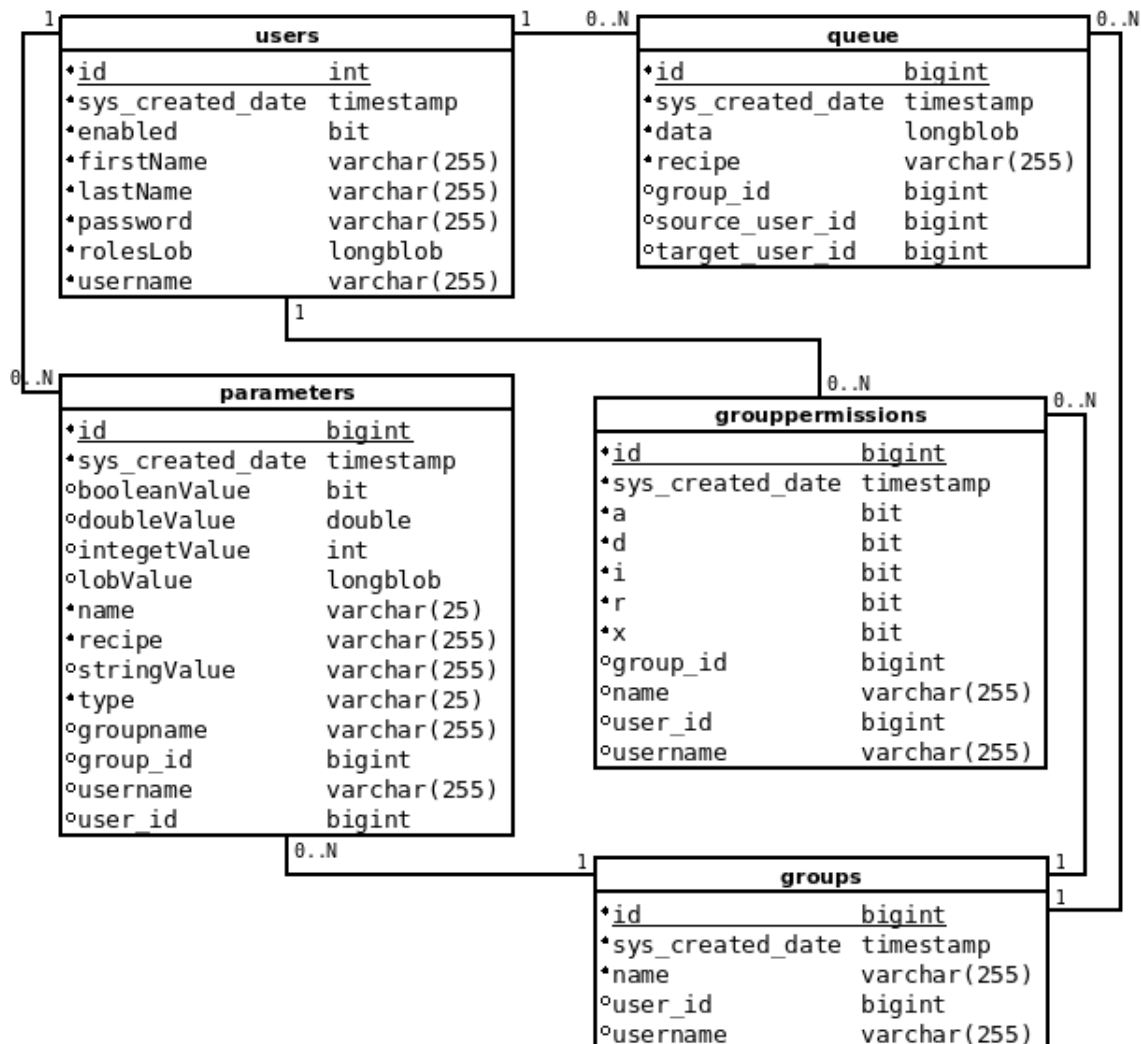 1
1
0..N
0..N
users
id int
sys_created_date timestamp
enabled bit
firstName varchar(255)
lastName varchar(255)
password varchar(255)
rolesLob longblob
username varchar(255)
queue
id bigint
sys_created_date timestamp
data longblob
recipe varchar(255)
group_id bigint
source_user_id bigint
target_user_id bigint
1
0..N
0..N
0..N
parameters
id bigint
sys_created_date timestamp
booleanValue bit
doubleValue double
integetValue int
lobValue longblob
name varchar(25)
recipe varchar(255)
stringValue varchar(255)
type varchar(25)
groupname varchar(255)
group_id bigint
username varchar(255)
user_id bigint
grouppermissions
id bigint
sys_created_date timestamp
a bit
d bit
i bit
r bit
x bit
group_id bigint
name varchar(255)
user_id bigint
username varchar(255)
0..N
1
1
1
groups
id bigint
sys_created_date timestamp
name varchar(255)
user_id bigint
username varchar(255)